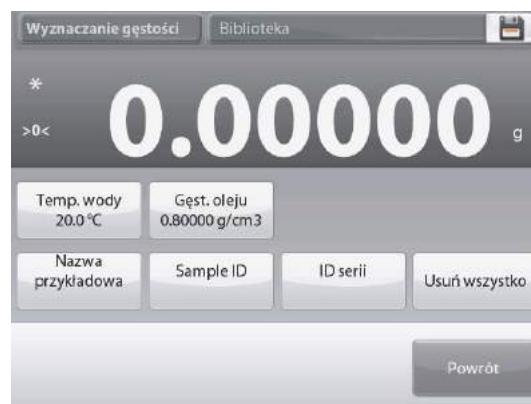 Wyznaczanie gęstości Biblioteka
*
>0<
0.00000 g
Temp. wody
20.0 °C
Gęst. oleju
0.80000 g/cm3
Nazwa
przykładowa
Sample ID
ID serii
Usuń wszystko
Powrót